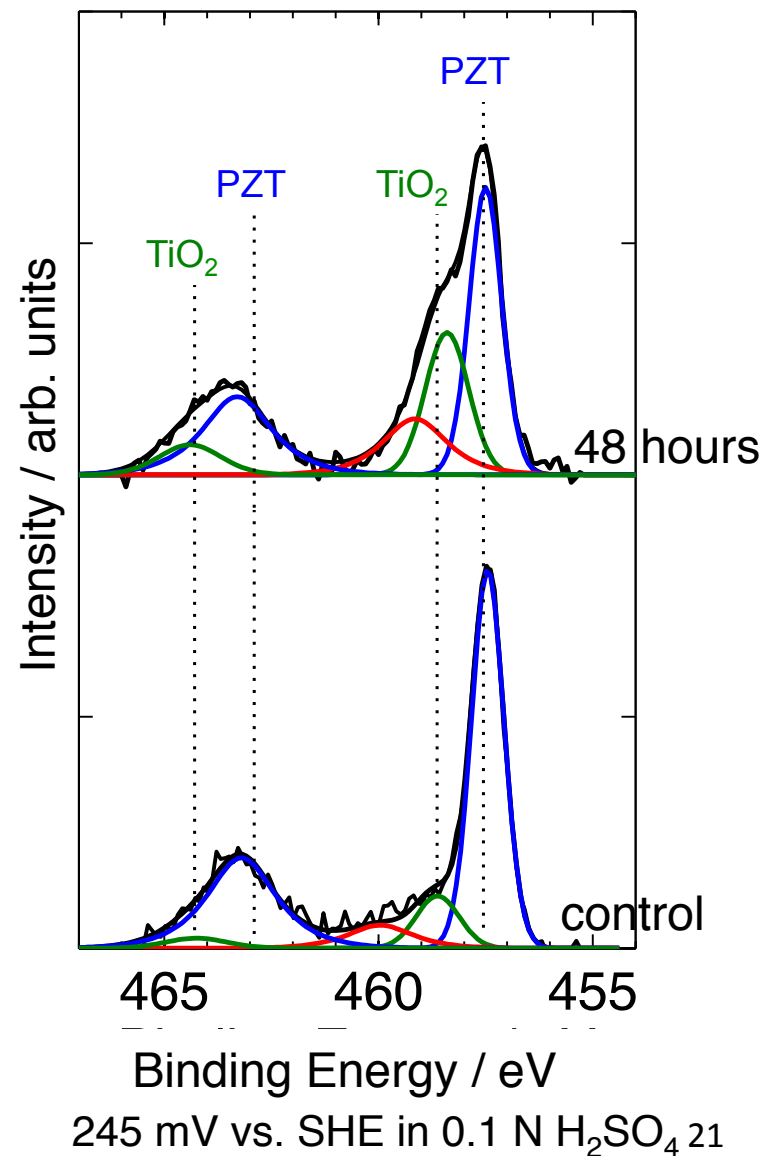 PZT
PZT
TiO₂
TiO₂
Intensity / arb. units
48 hours
control
465 460 455
Binding Energy / eV
245 mV vs. SHE in 0.1 N H₂SO₄ 21